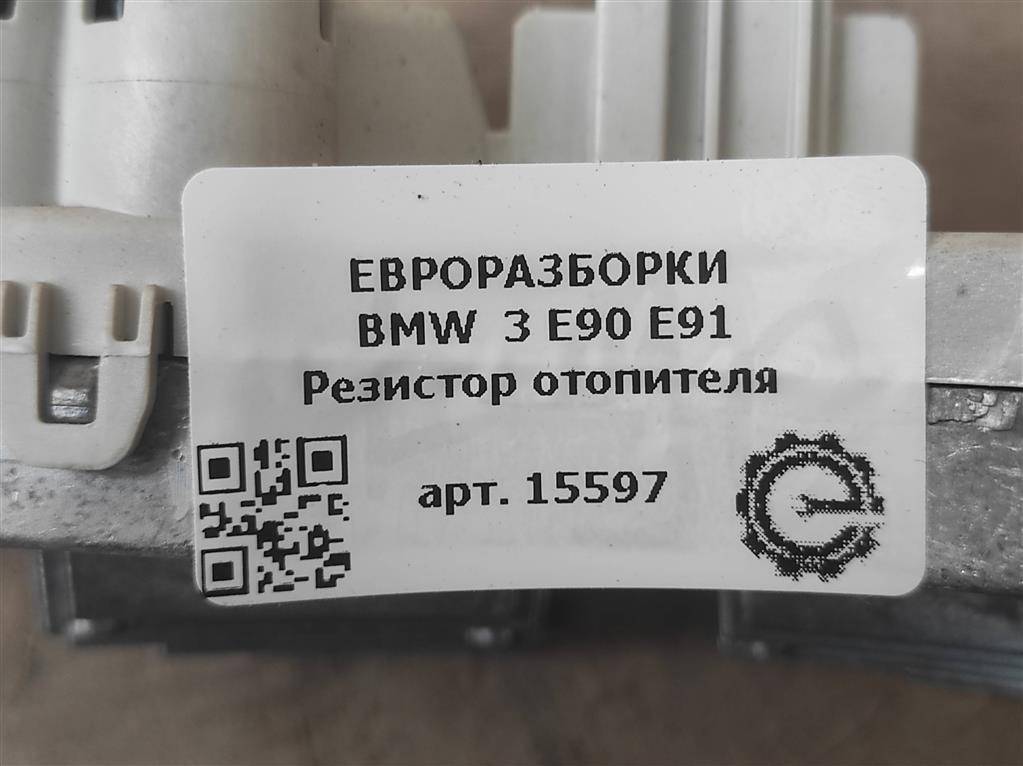 ЕВРОРАЗБОРКИ
BMW 3 E90 E91
Резистор отопителя
арт. 15597